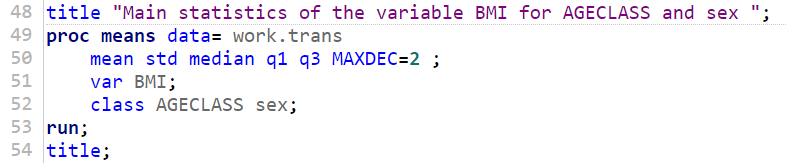 48 title "Main statistics of the variable BMI for AGECLASS and sex ";
49 proc means data= work.trans
50     mean std median q1 q3 MAXDEC=2 ;
51     var BMI;
52     class AGECLASS sex;
53 run;
54 title;